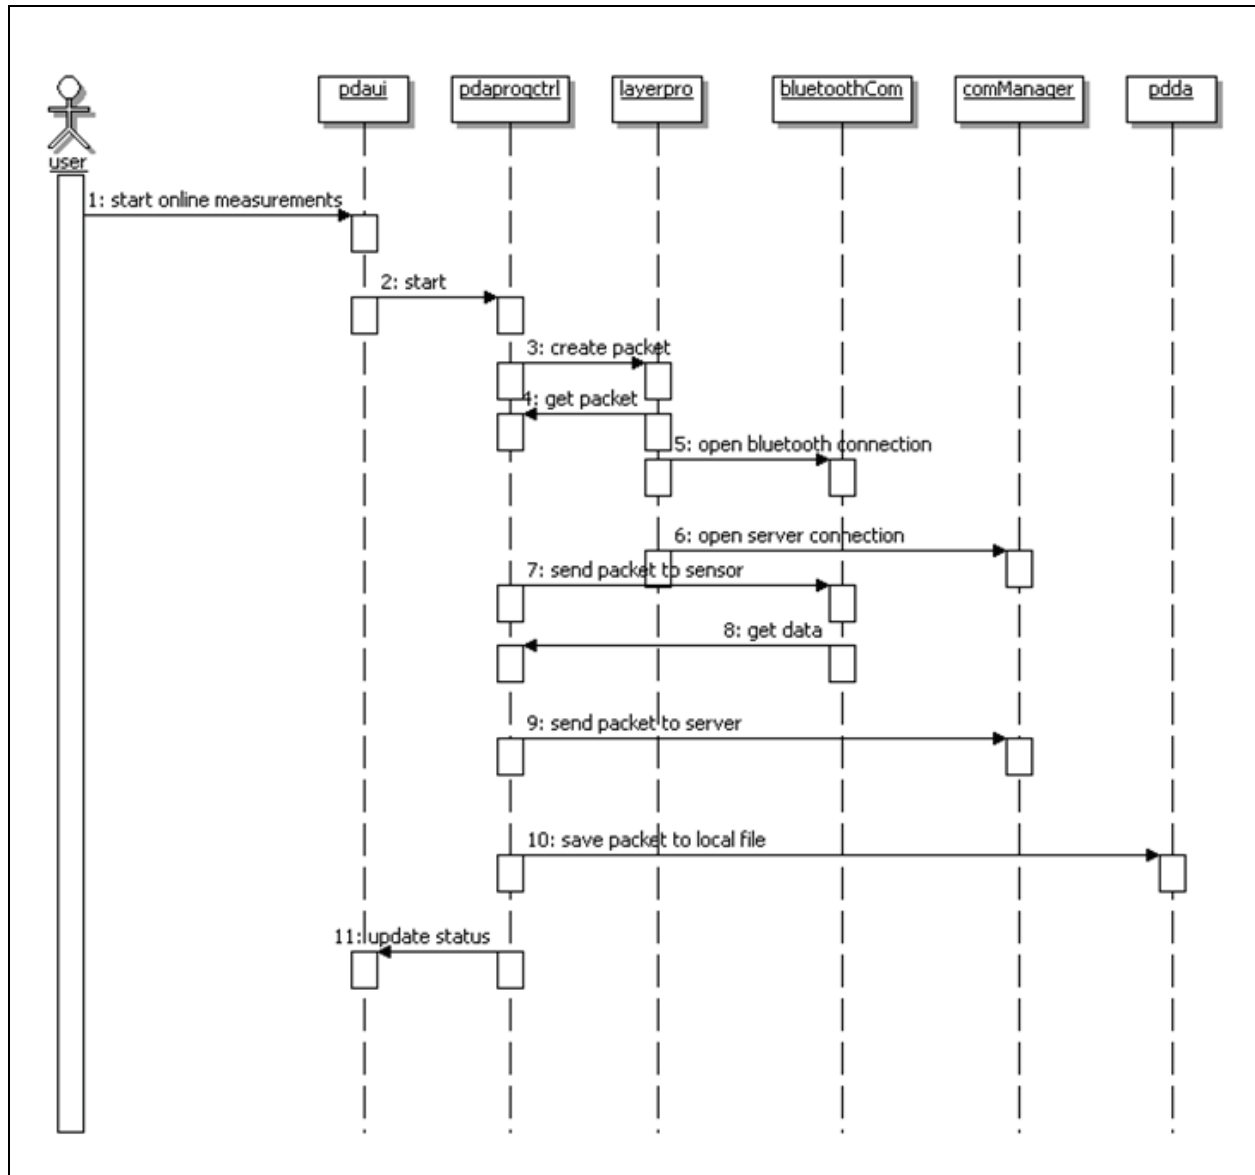 pdaui
pdaprogctrl
layerpro
bluetoothCom
comManager
pdda
user
1: start online measurements
2: start
3: create packet
4: get packet
5: open bluetooth connection
6: open server connection
7: send packet to sensor
8: get data
9: send packet to server
10: save packet to local file
11: update status